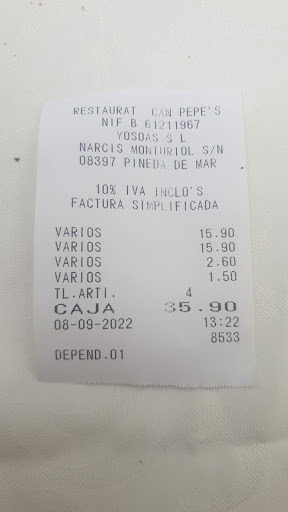 RESTAURAT CAN PEPE'S
NIF B 61211967
YOSOAS S L
NARCIS MONTURIOL S/N
08397 PINEDA DE MAR
10% IVA INCLO'S
FACTURA SIMPLIFICADA
VARIOS 15.90
VARIOS 15.90
VARIOS 2.60
VARIOS 1.50
TL.ARTI. 4
CAJA 35.90
08-09-2022 13:22
8533
DEPEND.01